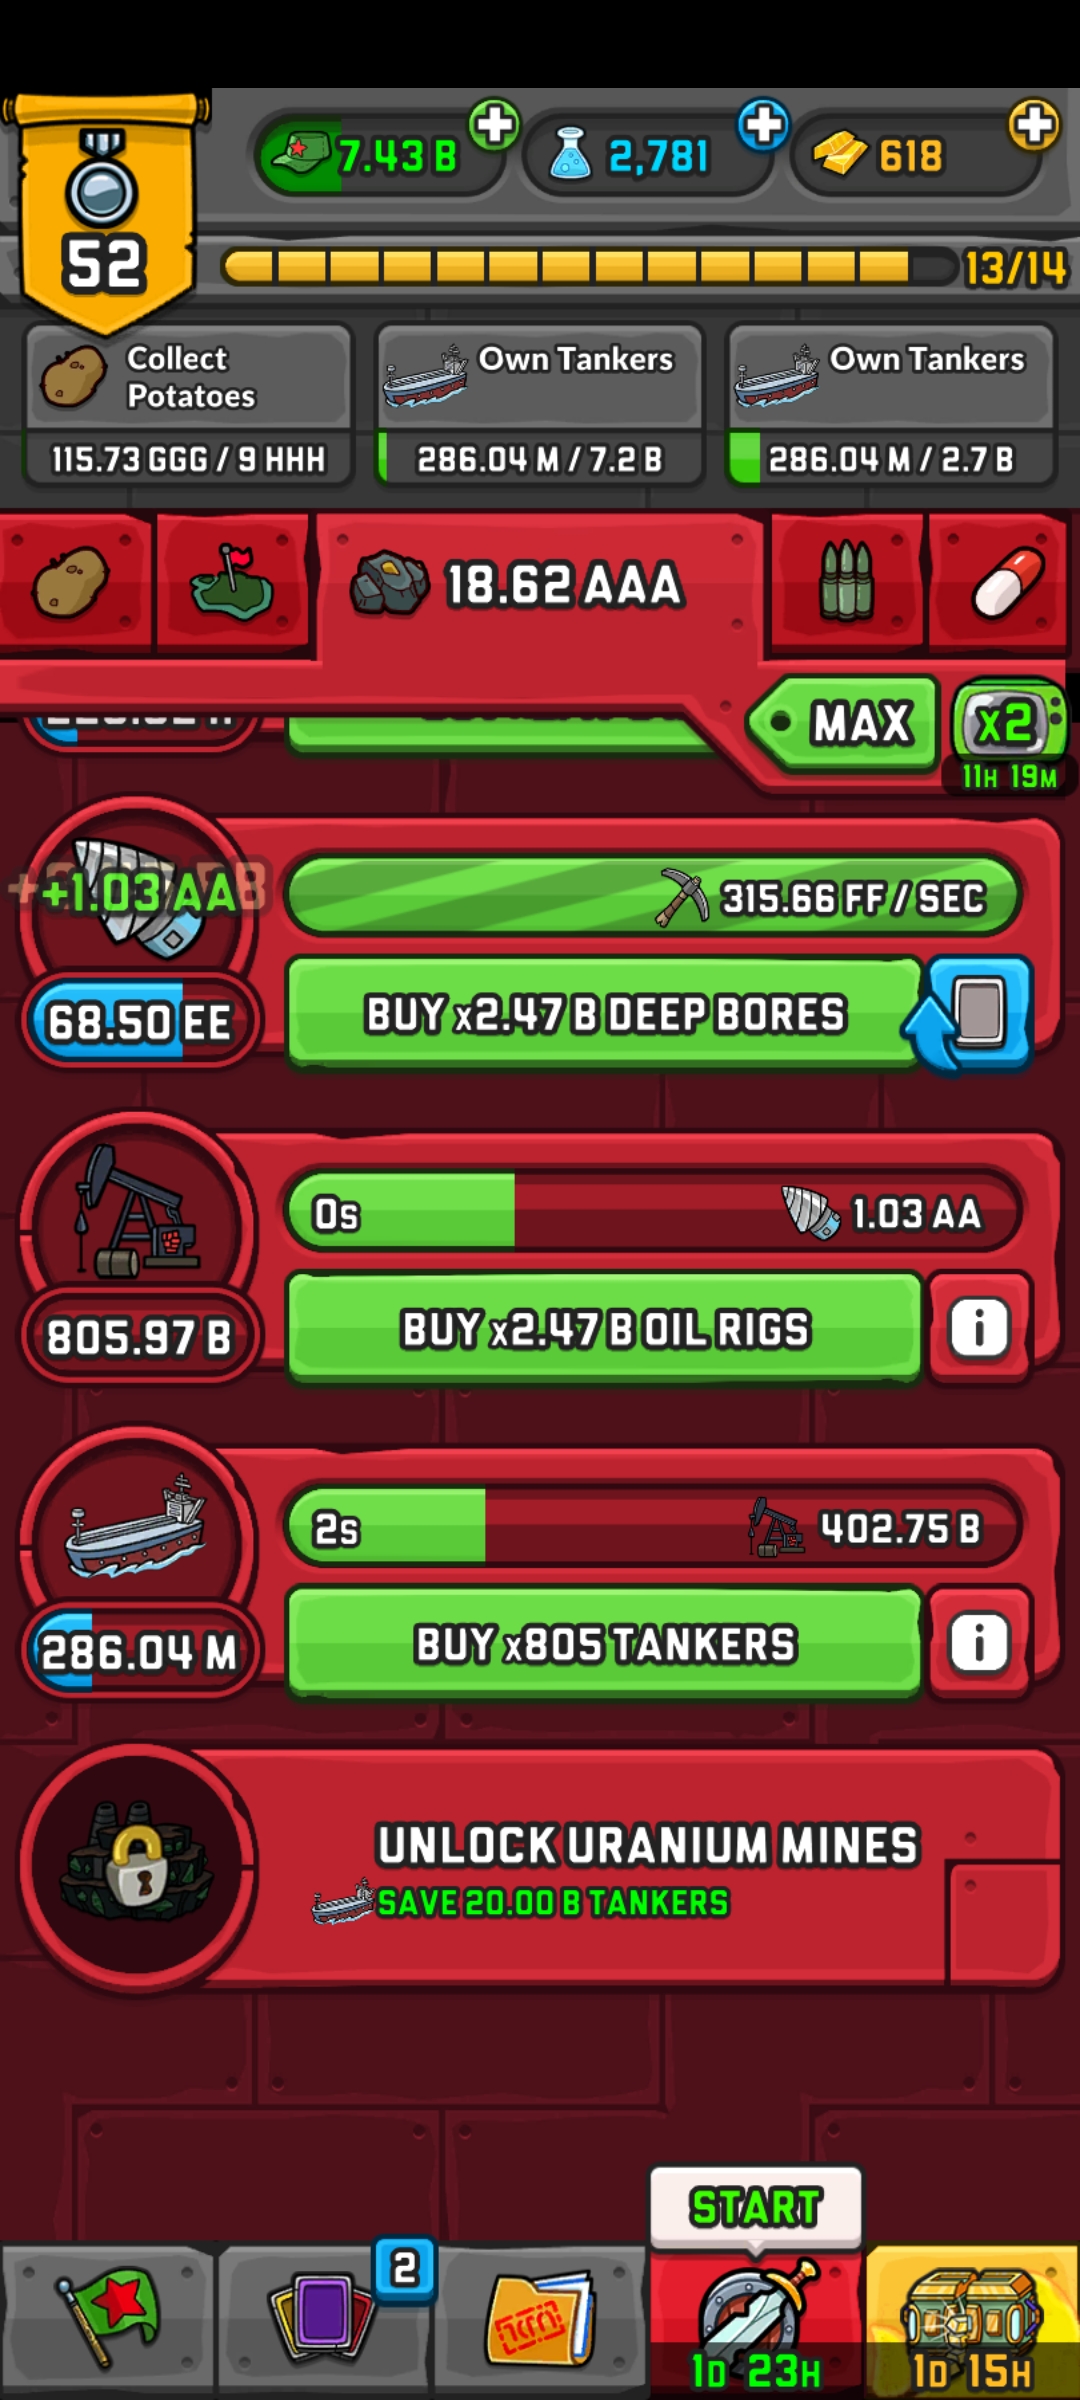 7.43 B
2,781
618
52
13/14
Collect
Potatoes
115.73 GGG / 9 HHH
Own Tankers
286.04 M / 7.2 B
Own Tankers
286.04 M / 2.7 B
18.62 AAA
MAX
x2
11H 19M
+1.03 AA
315.66 FF / SEC
68.50 EE
BUY x2.47 B DEEP BORES
0s
1.03 AA
805.97 B
BUY x2.47 B OIL RIGS
i
2s
402.75 B
286.04 M
BUY x805 TANKERS
i
UNLOCK URANIUM MINES
SAVE 20.00 B TANKERS
START
2
1D 23H
1D 15H